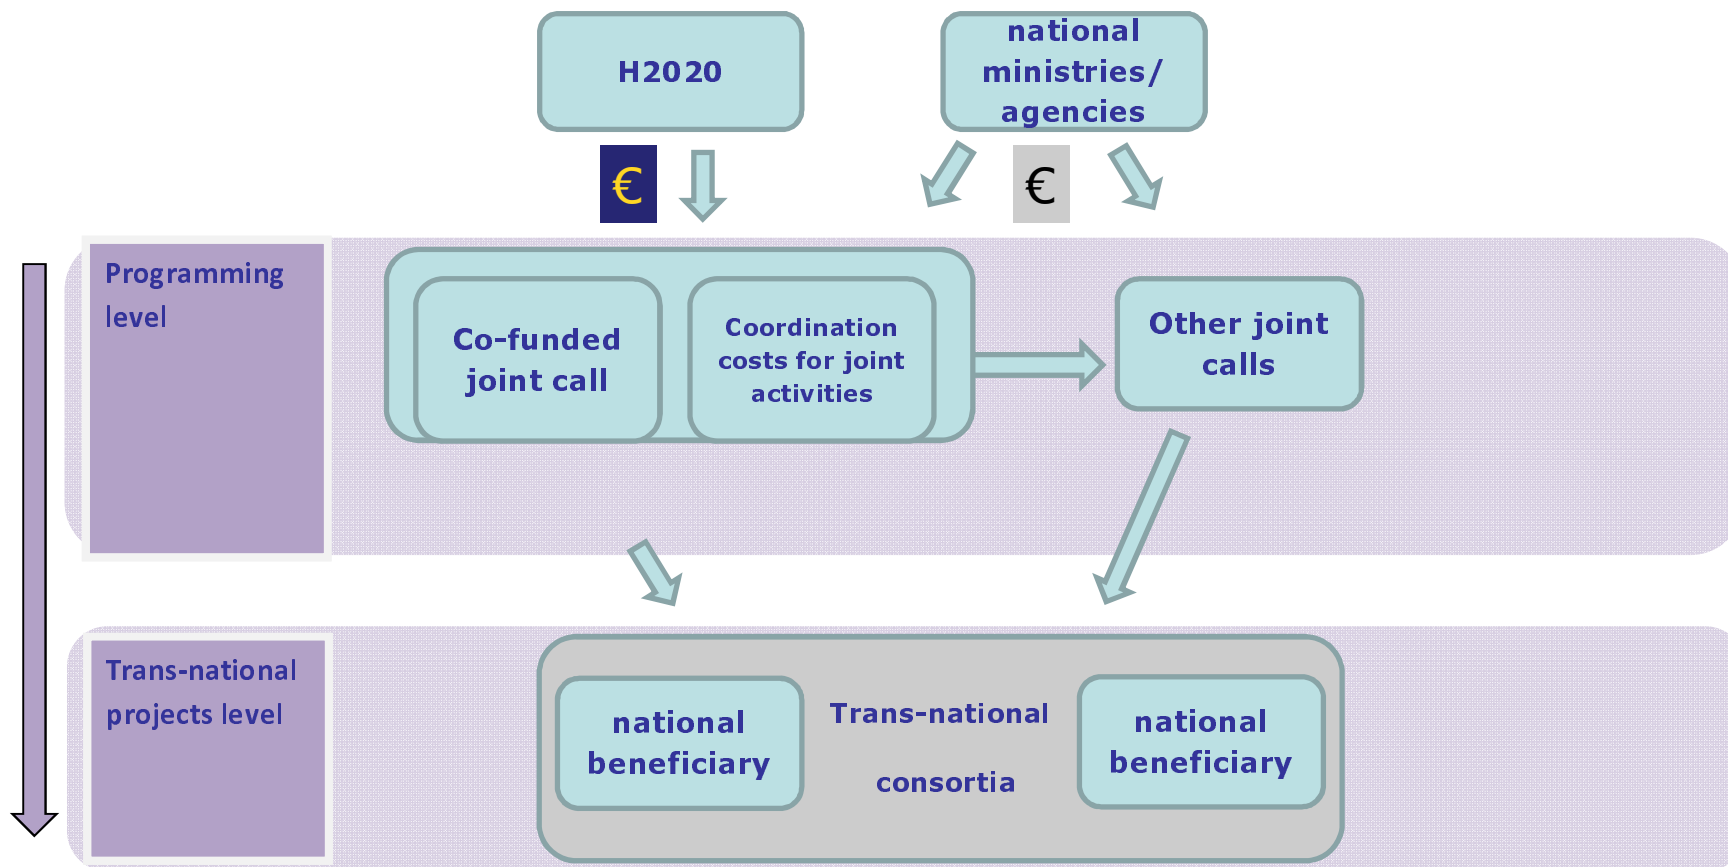 H2020
national
ministries/
agencies
€
€
Programming
level
Co-funded
joint call
Coordination
costs for joint
activities
Other joint
calls
Trans-national
projects level
national
beneficiary
Trans-national
consortia
national
beneficiary